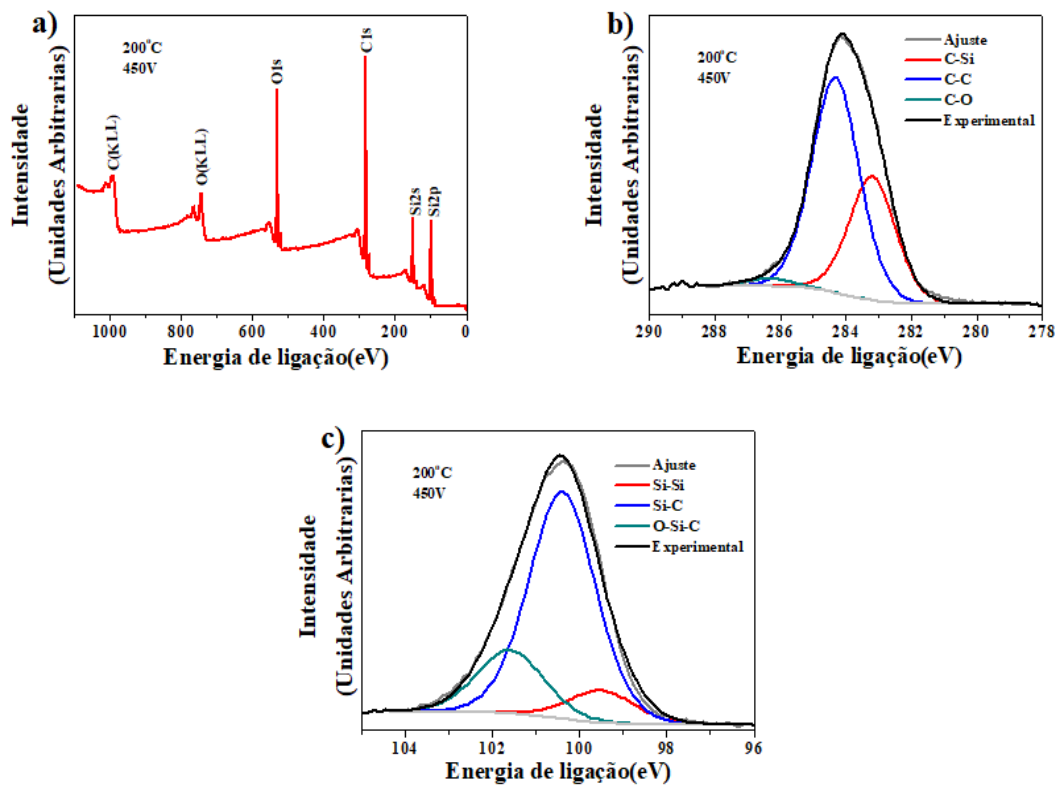 a)
200°C
450V
C(KLL)
O(KLL)
O1s
C1s
Si2s
Si2p
Intensidade
(Unidades Arbitrarias)
1000 800 600 400 200 0
Energia de ligação(eV)
b)
200°C
450V
Ajuste
C-Si
C-C
C-O
Experimental
Intensidade
(Unidades Arbitrarias)
290 288 286 284 282 280 278
Energia de ligação(eV)
c)
200°C
450V
Ajuste
Si-Si
Si-C
O-Si-C
Experimental
Intensidade
(Unidades Arbitrarias)
104 102 100 98 96
Energia de ligação(eV)